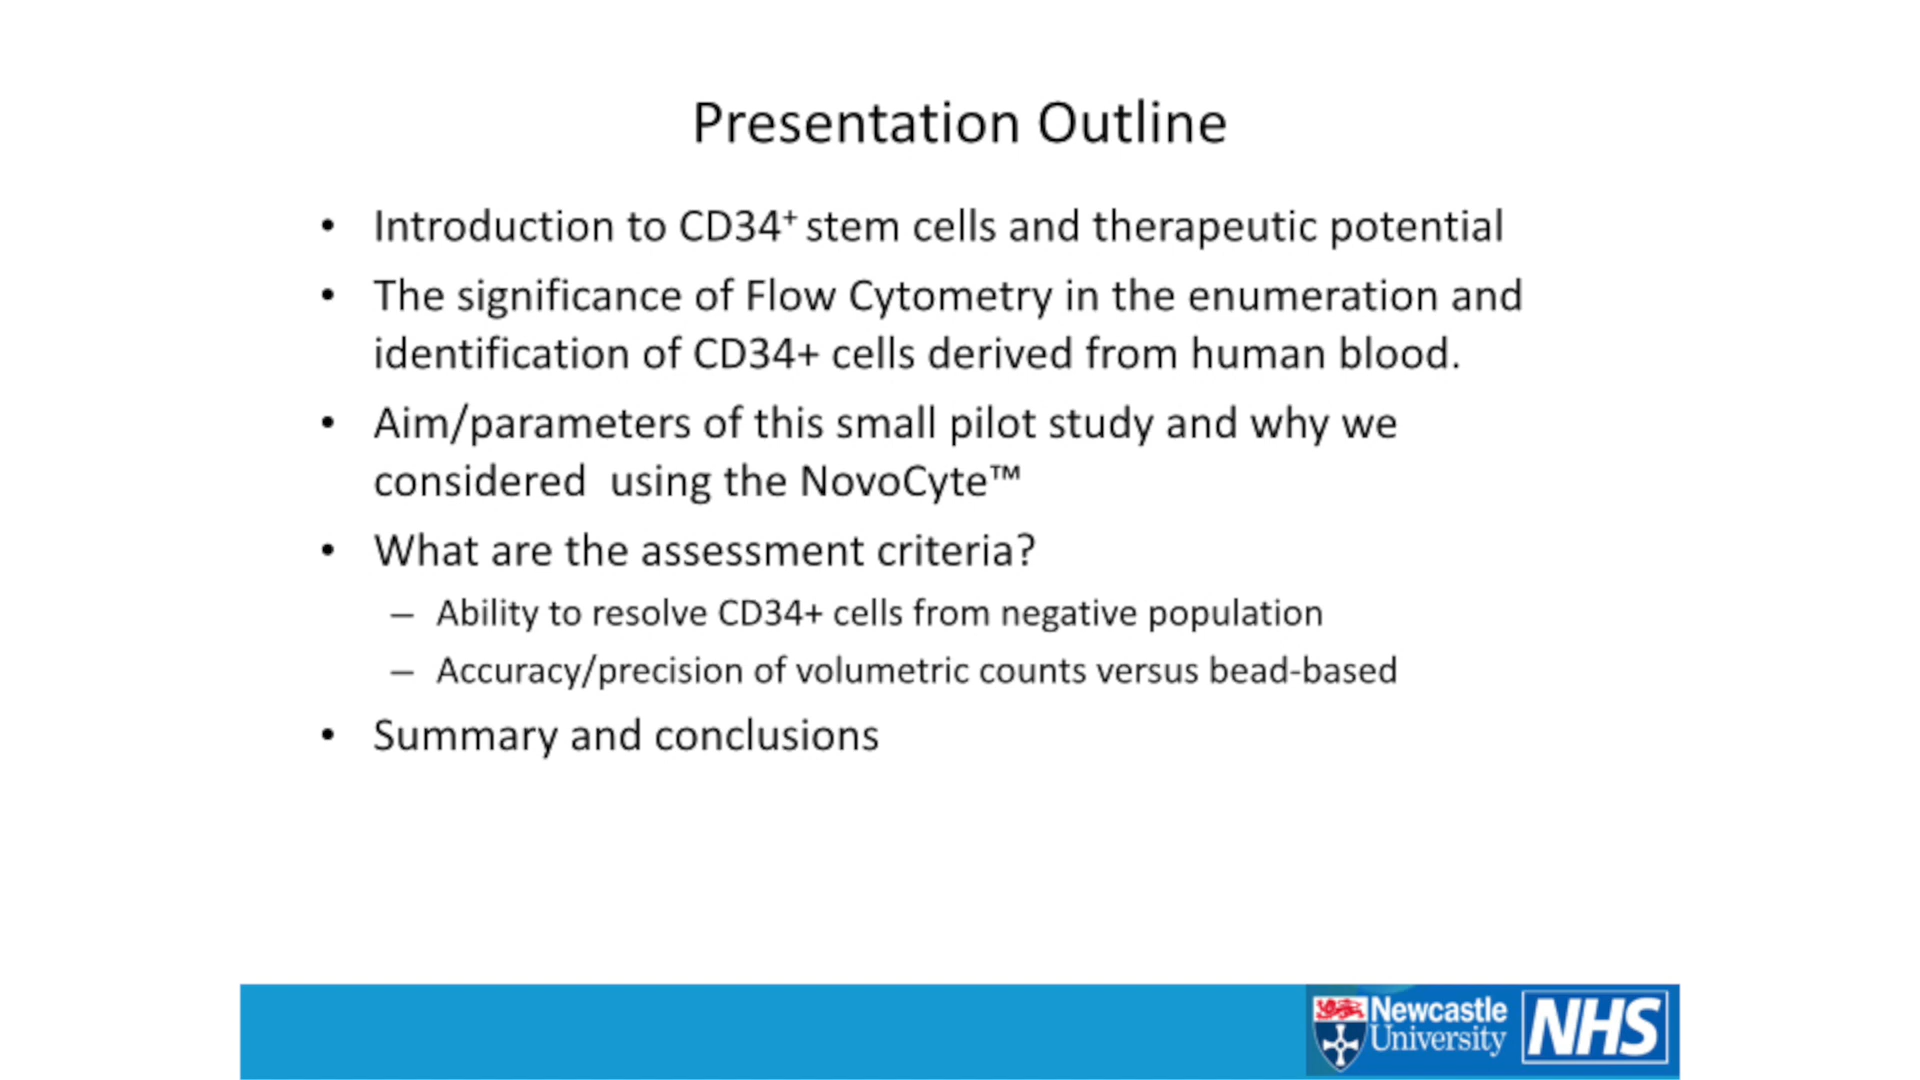 Presentation Outline
• Introduction to CD34⁺ stem cells and therapeutic potential
• The significance of Flow Cytometry in the enumeration and
identification of CD34+ cells derived from human blood.
• Aim/parameters of this small pilot study and why we
considered  using the NovoCyte™
• What are the assessment criteria?
– Ability to resolve CD34+ cells from negative population
– Accuracy/precision of volumetric counts versus bead-based
• Summary and conclusions
Newcastle
University
NHS